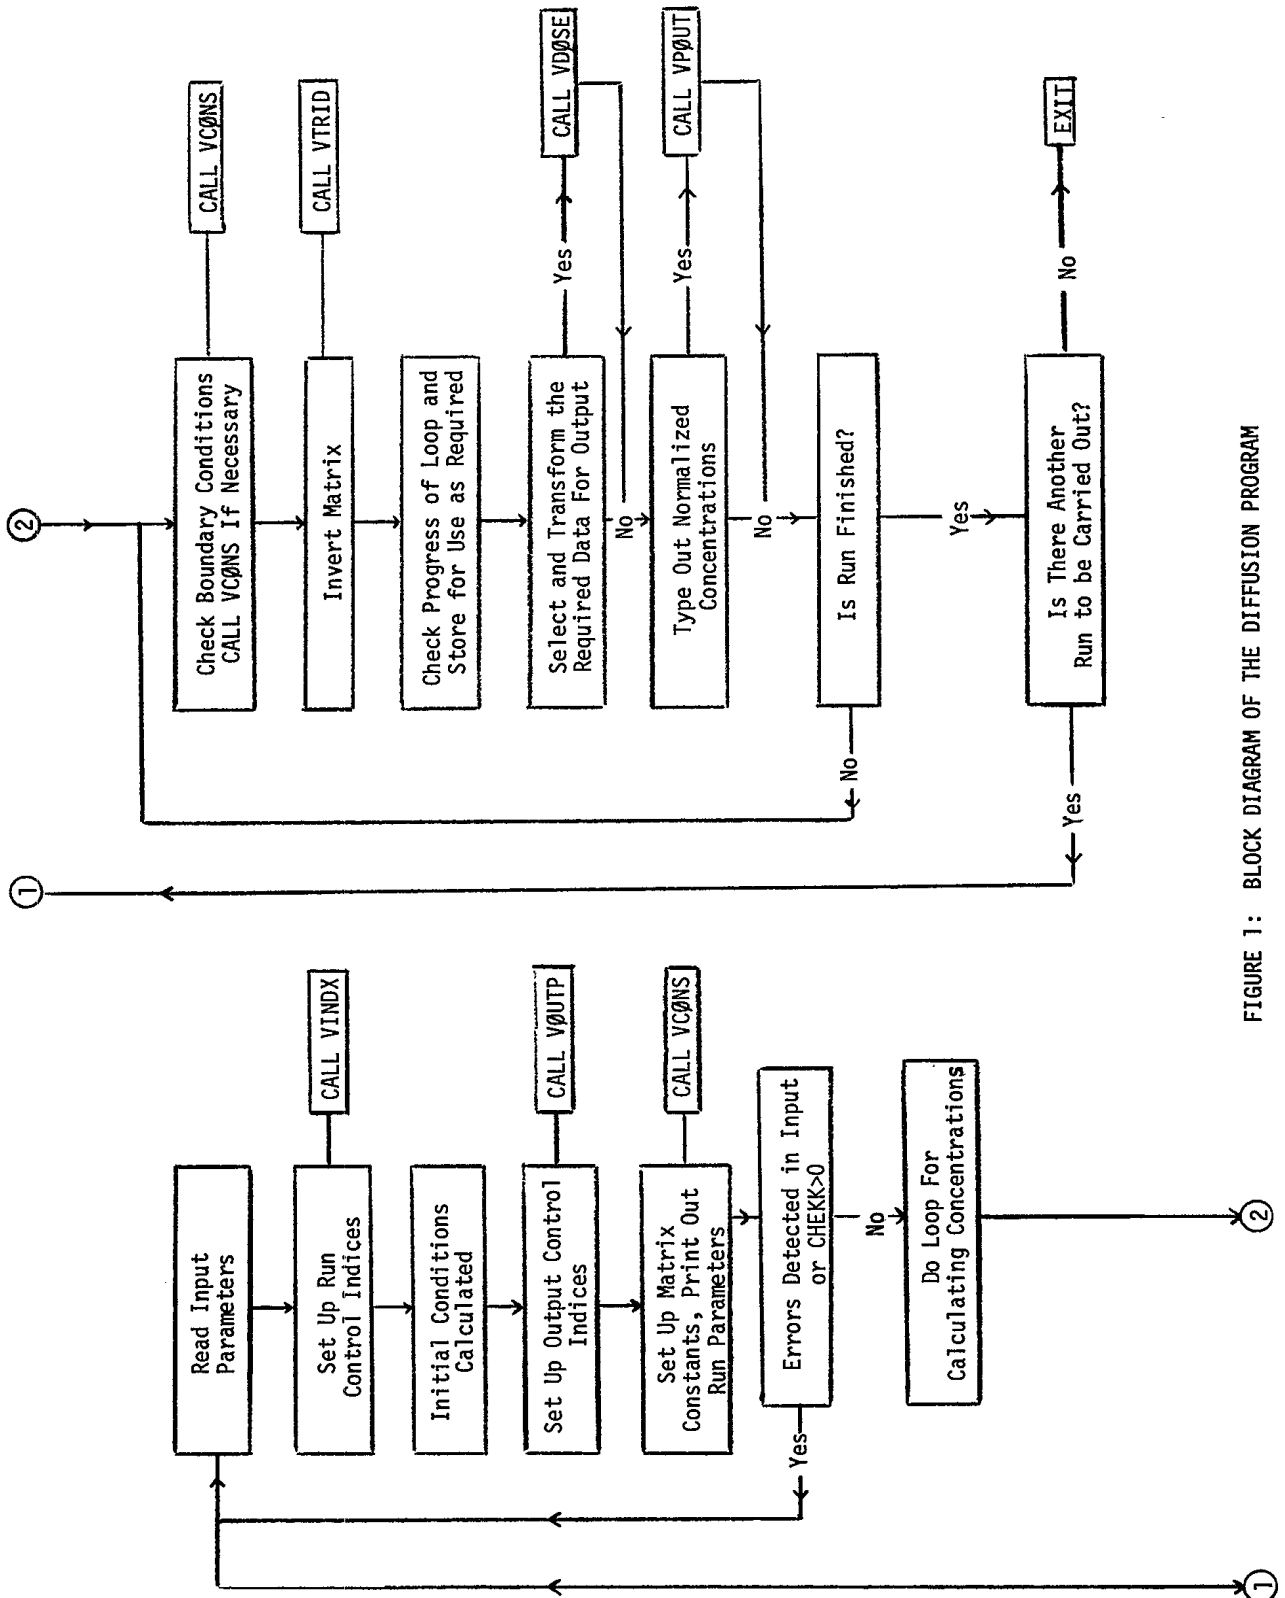 Read Input
Parameters
Set Up Run
Control Indices
CALL VINDX
Initial Conditions
Calculated
Set Up Output Control
Indices
CALL VØUTP
Set Up Matrix
Constants, Print Out
Run Parameters
CALL VCØNS
Errors Detected in Input
or CHEKK>0
Yes
No
Do Loop For
Calculating Concentrations
2
1
1
2
Check Boundary Conditions
CALL VCØNS If Necessary
CALL VCØNS
Invert Matrix
CALL VTRID
Check Progress of Loop and
Store for Use as Required
Select and Transform the
Required Data For Output
Yes
CALL VDØSE
No
Type Out Normalized
Concentrations
Yes
CALL VPØUT
No
Is Run Finished?
No
Yes
Is There Another
Run to be Carried Out?
Yes
No
EXIT
FIGURE 1: BLOCK DIAGRAM OF THE DIFFUSION PROGRAM